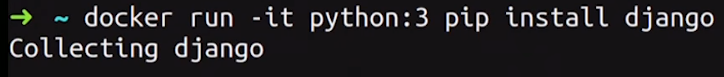 ➜ ~ docker run -it python:3 pip install django
Collecting django